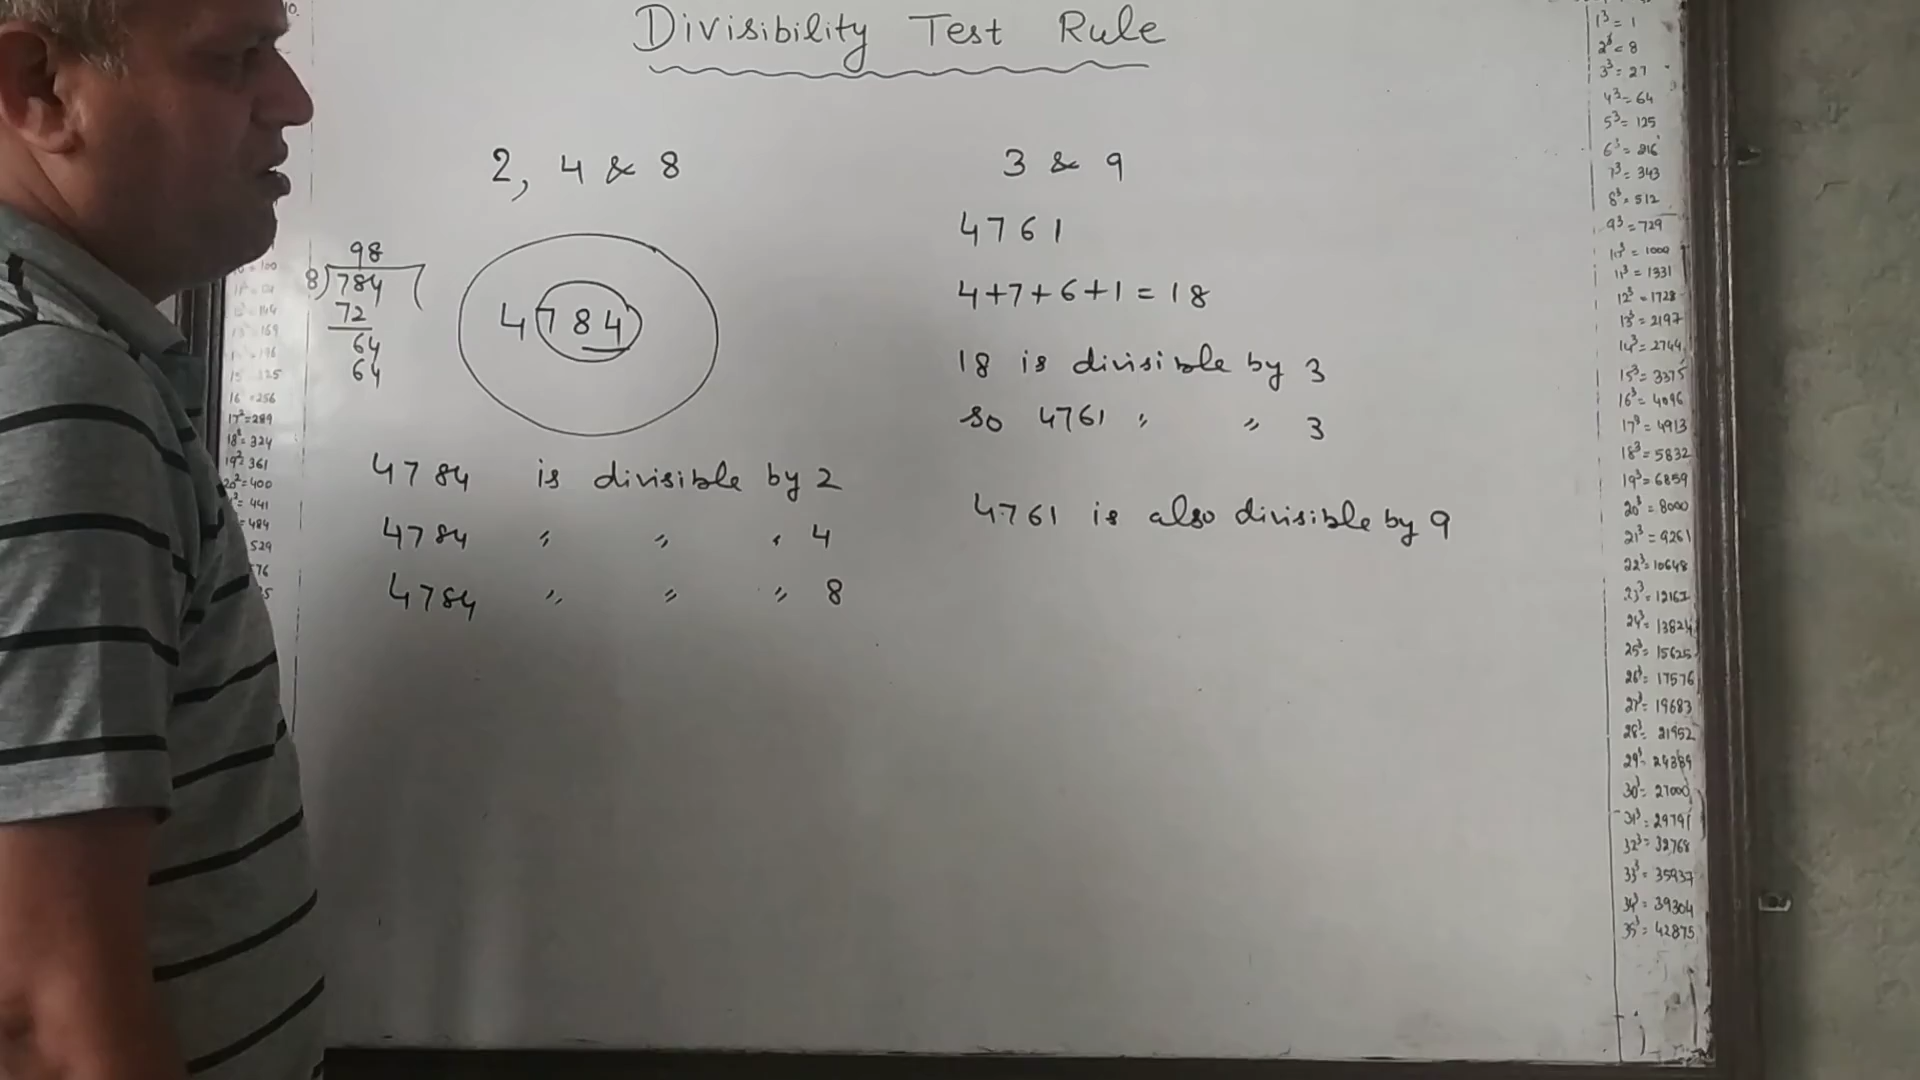 Divisibility Test Rule
2, 4 & 8
98
8)784(
72
64
64
4784
4784 is divisible by 2
4784 " " " 4
4784 " " " 8
3 & 9
4761
4+7+6+1 = 18
18 is divisible by 3
so 4761 " " 3
4761 is also divisible by 9
16 = 256
17² = 289
18² = 324
19² = 361
20² = 400
= 441
= 484
529
1³ = 1
2³ = 8
3³ = 27
4³ = 64
5³ = 125
6³ = 216
7³ = 343
8³ = 512
9³ = 729
10³ = 1000
11³ = 1331
12³ = 1728
13³ = 2197
14³ = 2744
15³ = 3375
16³ = 4096
17³ = 4913
18³ = 5832
19³ = 6859
20³ = 8000
21³ = 9261
22³ = 10648
23³ = 12167
24³ = 13824
25³ = 15625
26³ = 17576
27³ = 19683
28³ = 21952
29³ = 24389
30³ = 27000
31³ = 29791
32³ = 32768
33³ = 35937
34³ = 39304
35³ = 42875